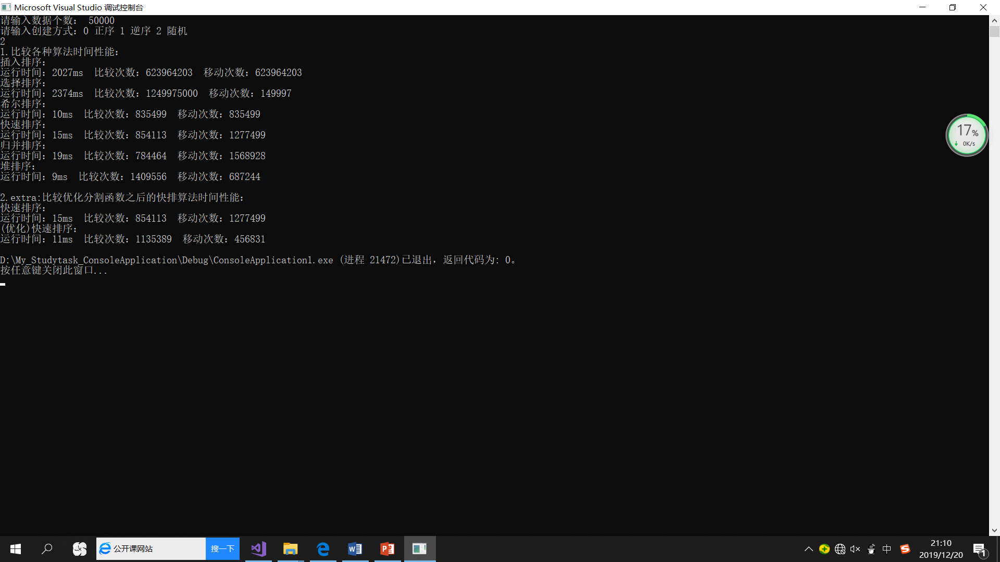 Microsoft Visual Studio 调试控制台
请输入数据个数： 50000
请输入创建方式：0 正序 1 逆序 2 随机
2
1.比较各种算法时间性能：
插入排序：
运行时间：2027ms 比较次数：623964203 移动次数：623964203
选择排序：
运行时间：2374ms 比较次数：1249975000 移动次数：149997
希尔排序：
运行时间：10ms 比较次数：835499 移动次数：835499
快速排序：
运行时间：15ms 比较次数：854113 移动次数：1277499
归并排序：
运行时间：19ms 比较次数：784464 移动次数：1568928
堆排序：
运行时间：9ms 比较次数：1409556 移动次数：687244
2.extra:比较优化分割函数之后的快排算法时间性能：
快速排序：
运行时间：15ms 比较次数：854113 移动次数：1277499
(优化)快速排序：
运行时间：11ms 比较次数：1135389 移动次数：456831
D:\My_Studytask_ConsoleApplication\Debug\ConsoleApplication1.exe (进程 21472)已退出，返回代码为: 0。
按任意键关闭此窗口...
17%
0K/s
公开课网站 搜一下
中
21:10
2019/12/20
1